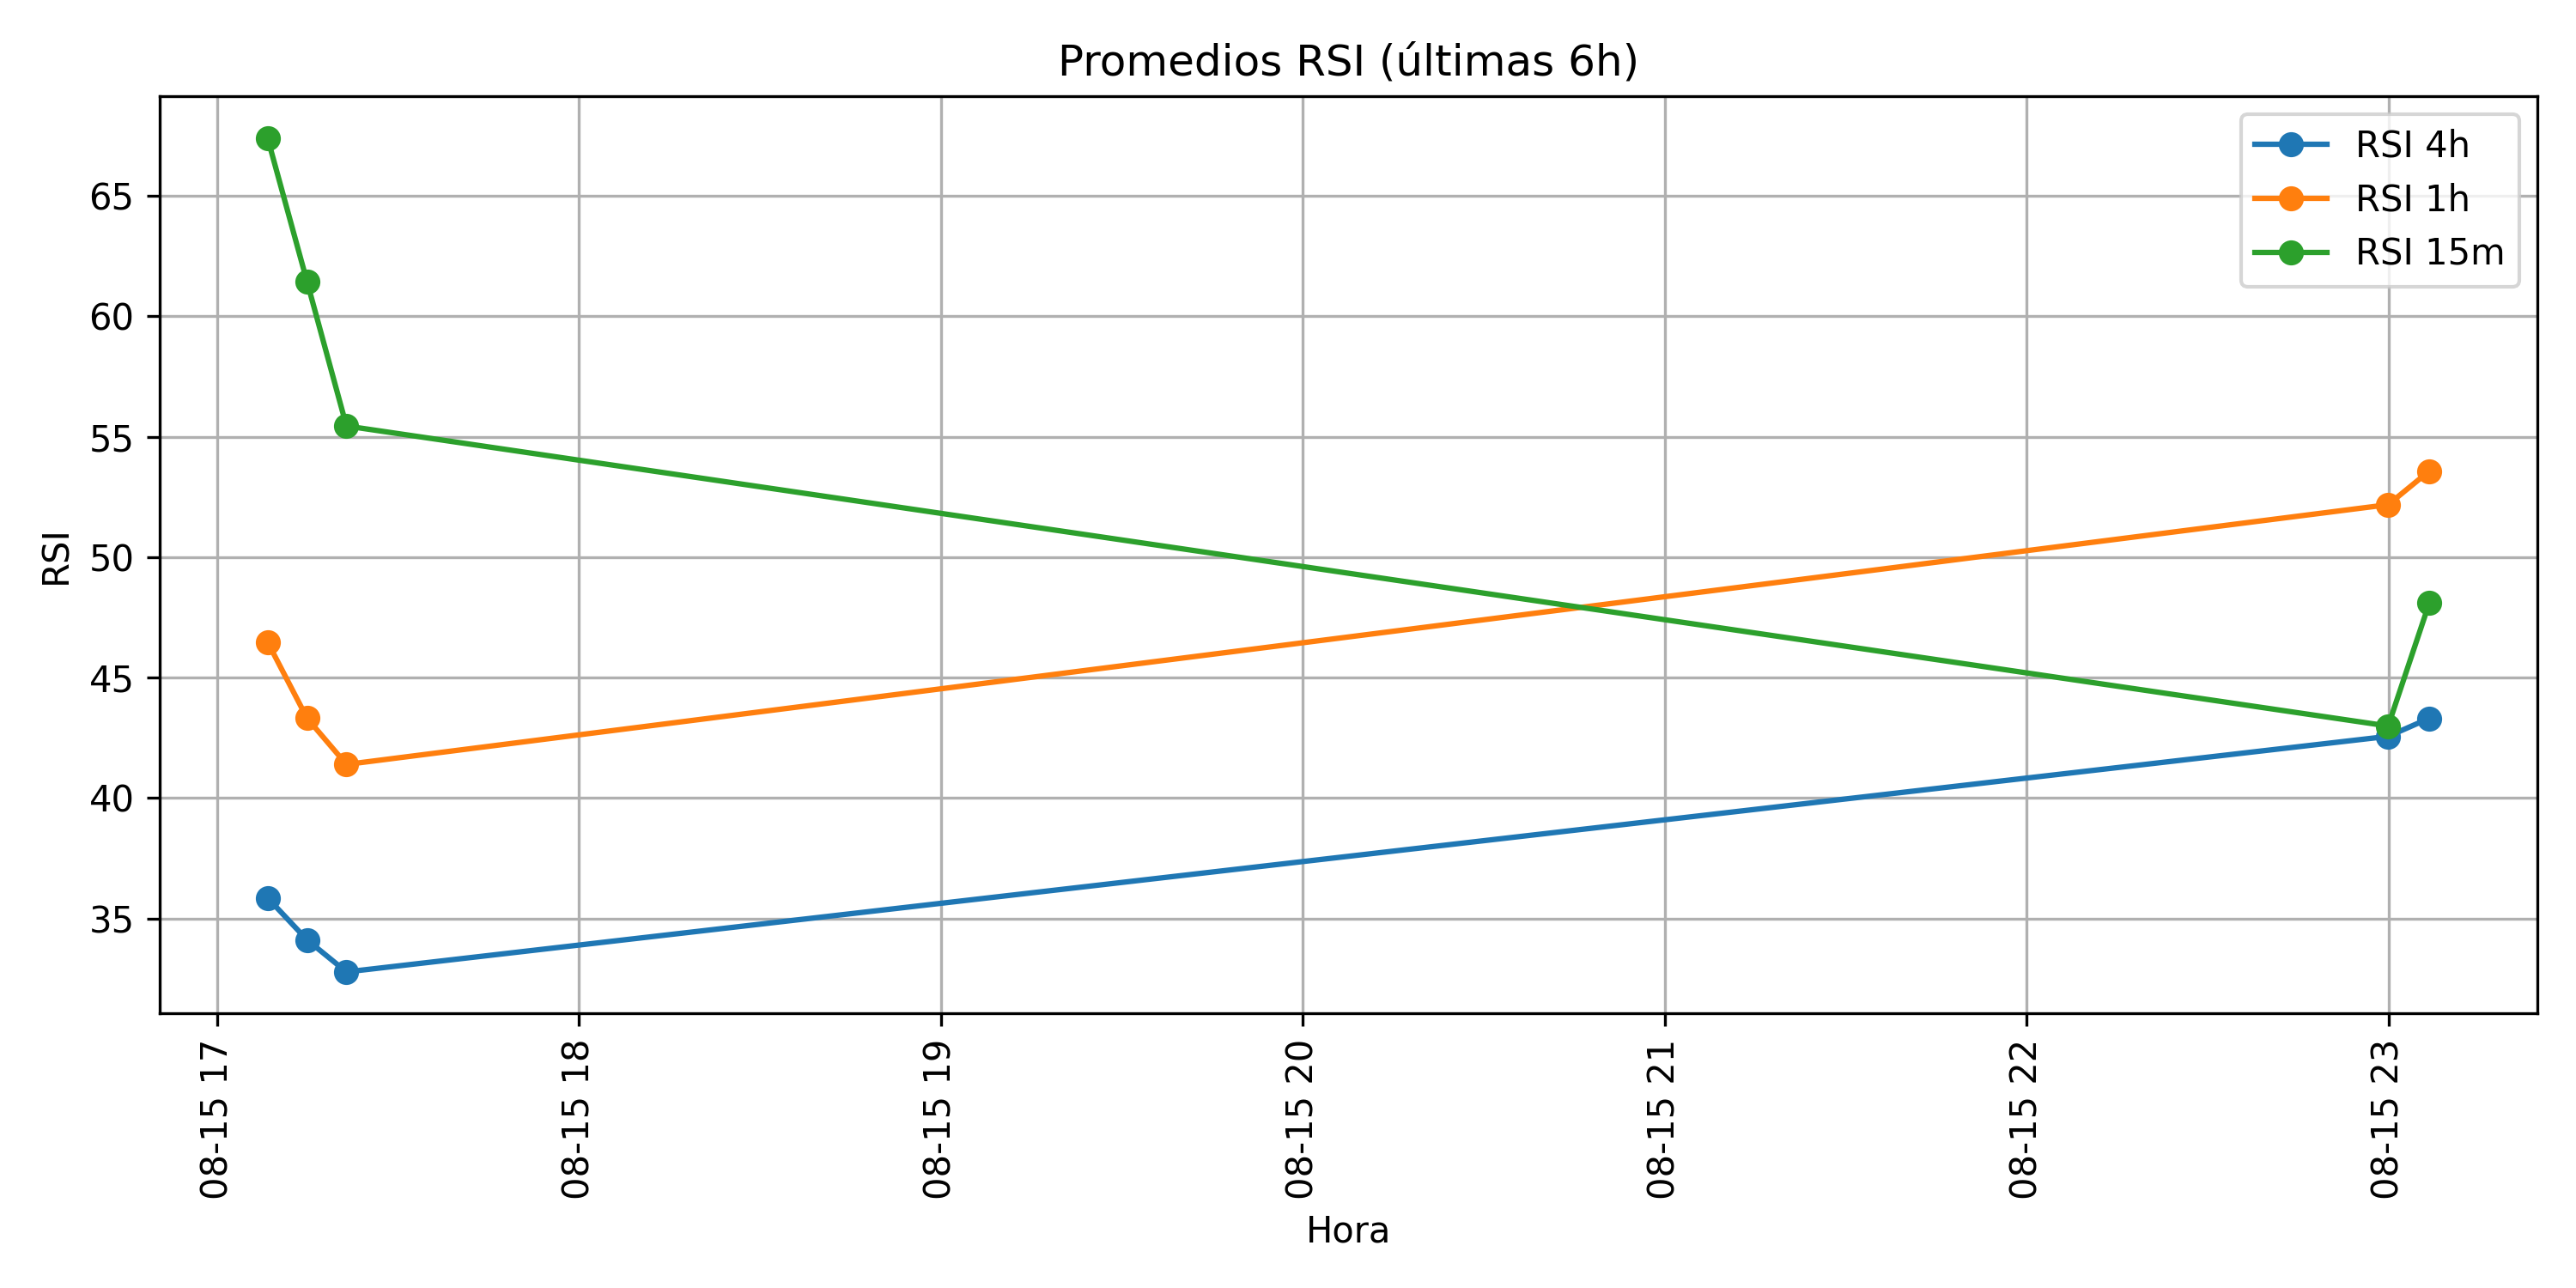 Promedios RSI (últimas 6h)
RSI 4h
RSI 1h
RSI 15m
RSI
65
60
55
50
45
40
35
08-15 17
08-15 18
08-15 19
08-15 20
08-15 21
08-15 22
08-15 23
Hora